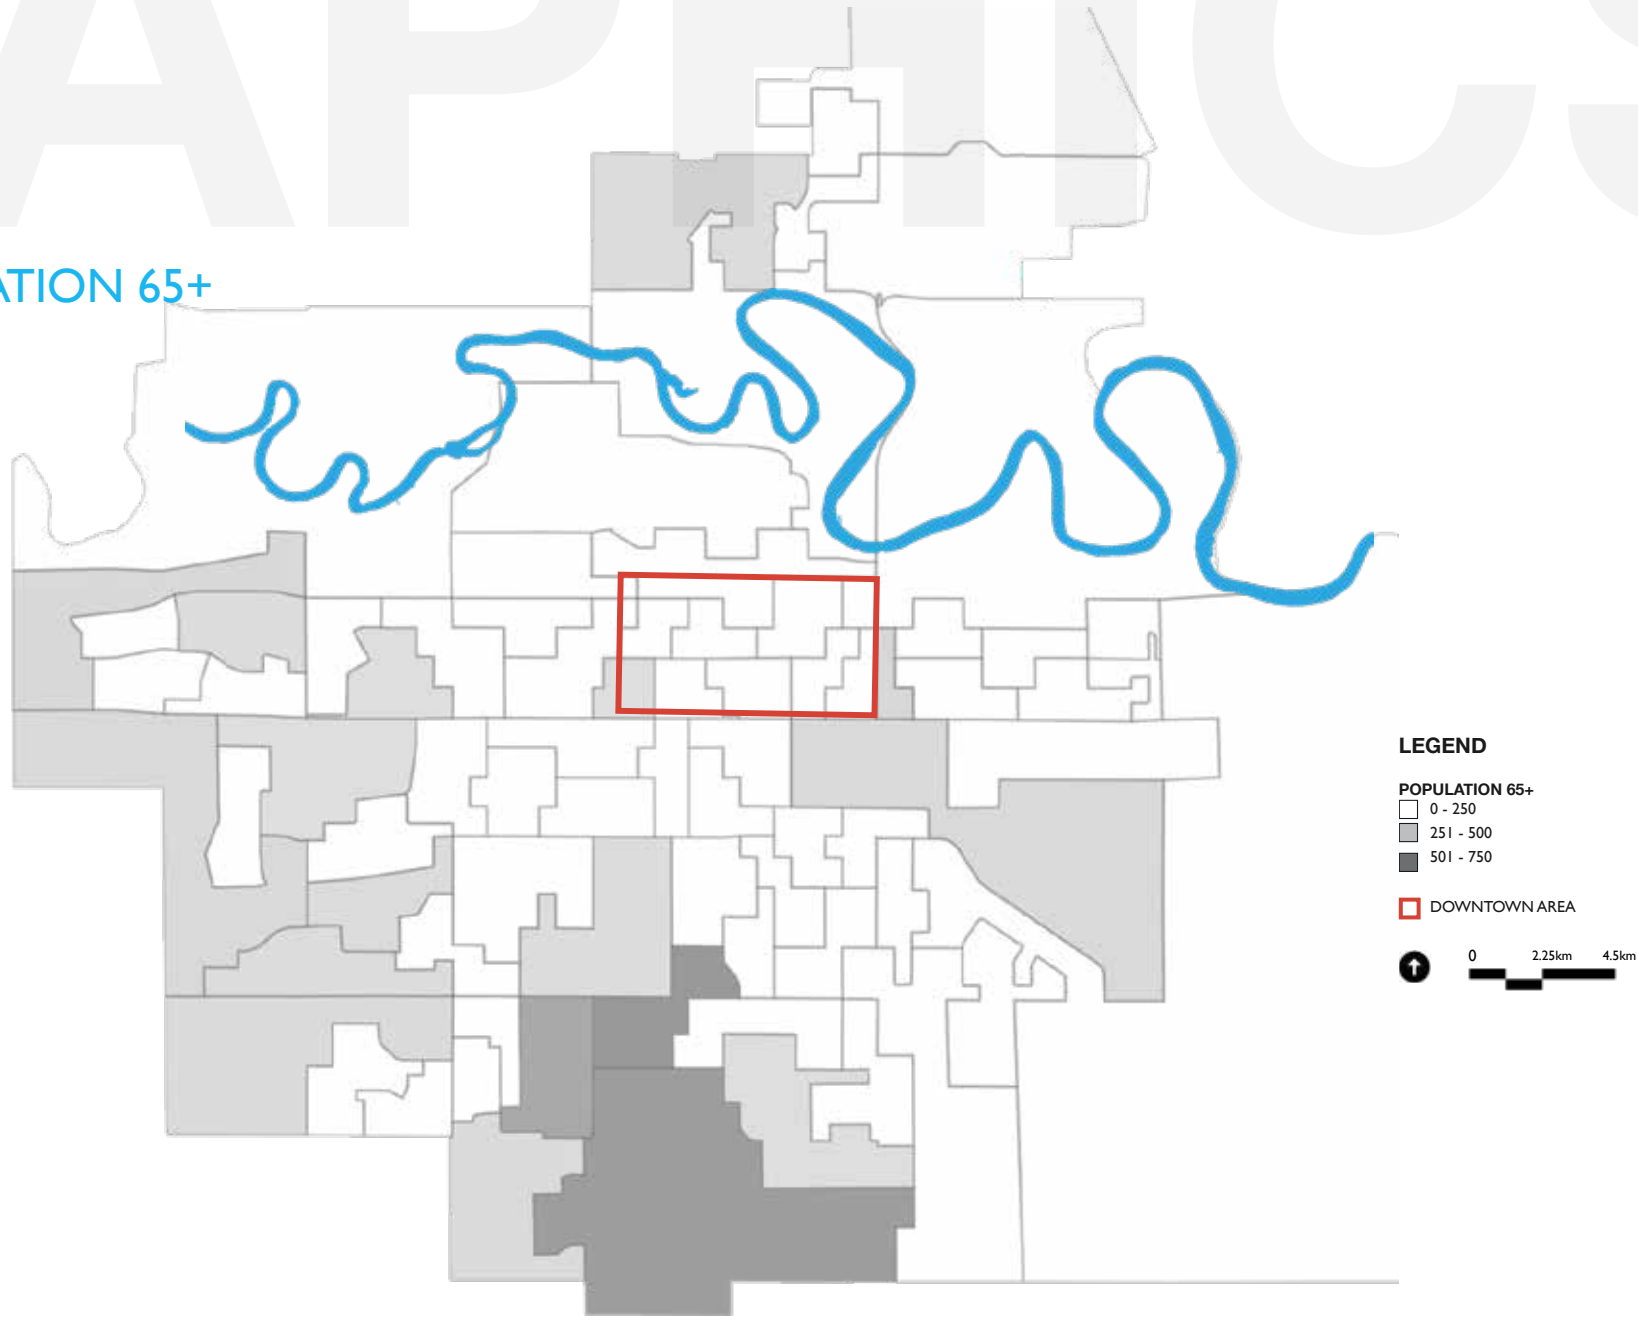 APHICS
ATION 65+
LEGEND
POPULATION 65+
0 - 250
251 - 500
501 - 750
DOWNTOWN AREA
0 2.25km 4.5km